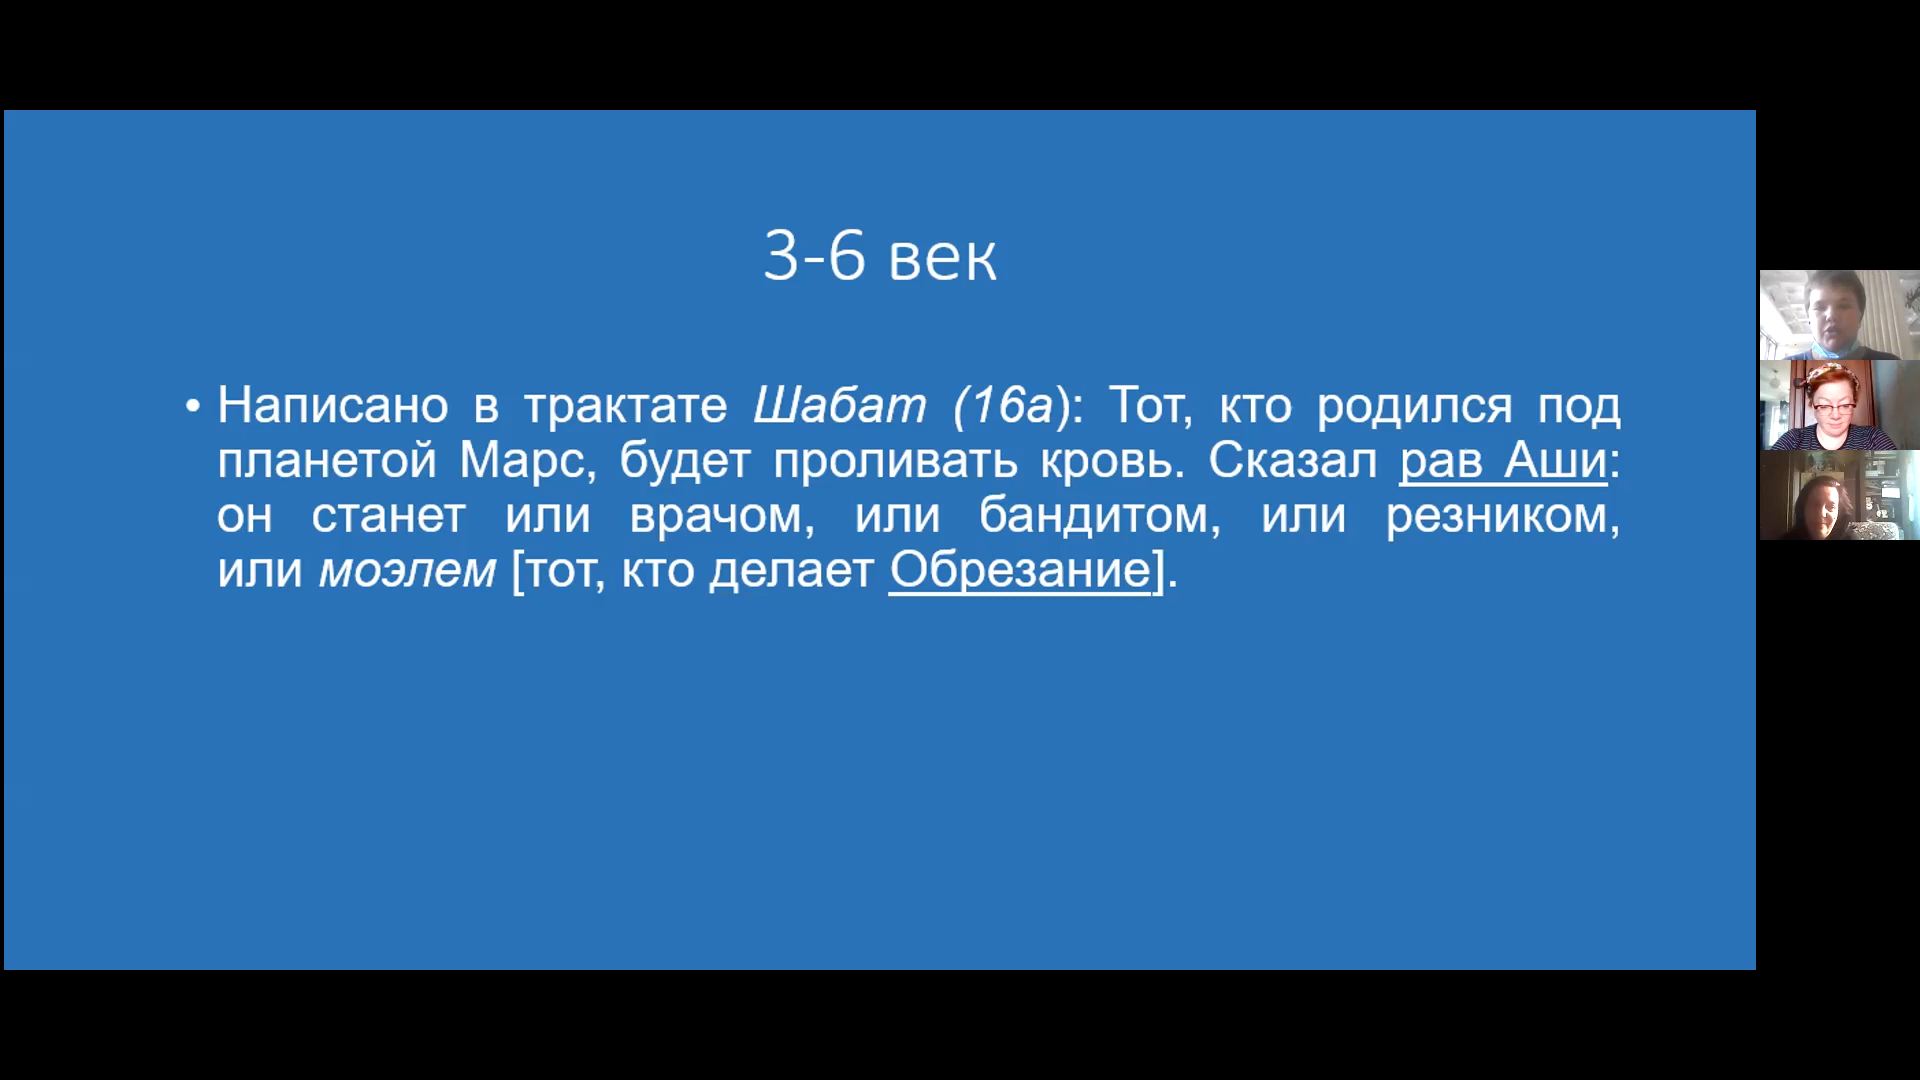 3-6 век
• Написано в трактате Шабат (16а): Тот, кто родился под
планетой Марс, будет проливать кровь. Сказал рав Аши:
он станет или врачом, или бандитом, или резником,
или моэлем [тот, кто делает Обрезание].